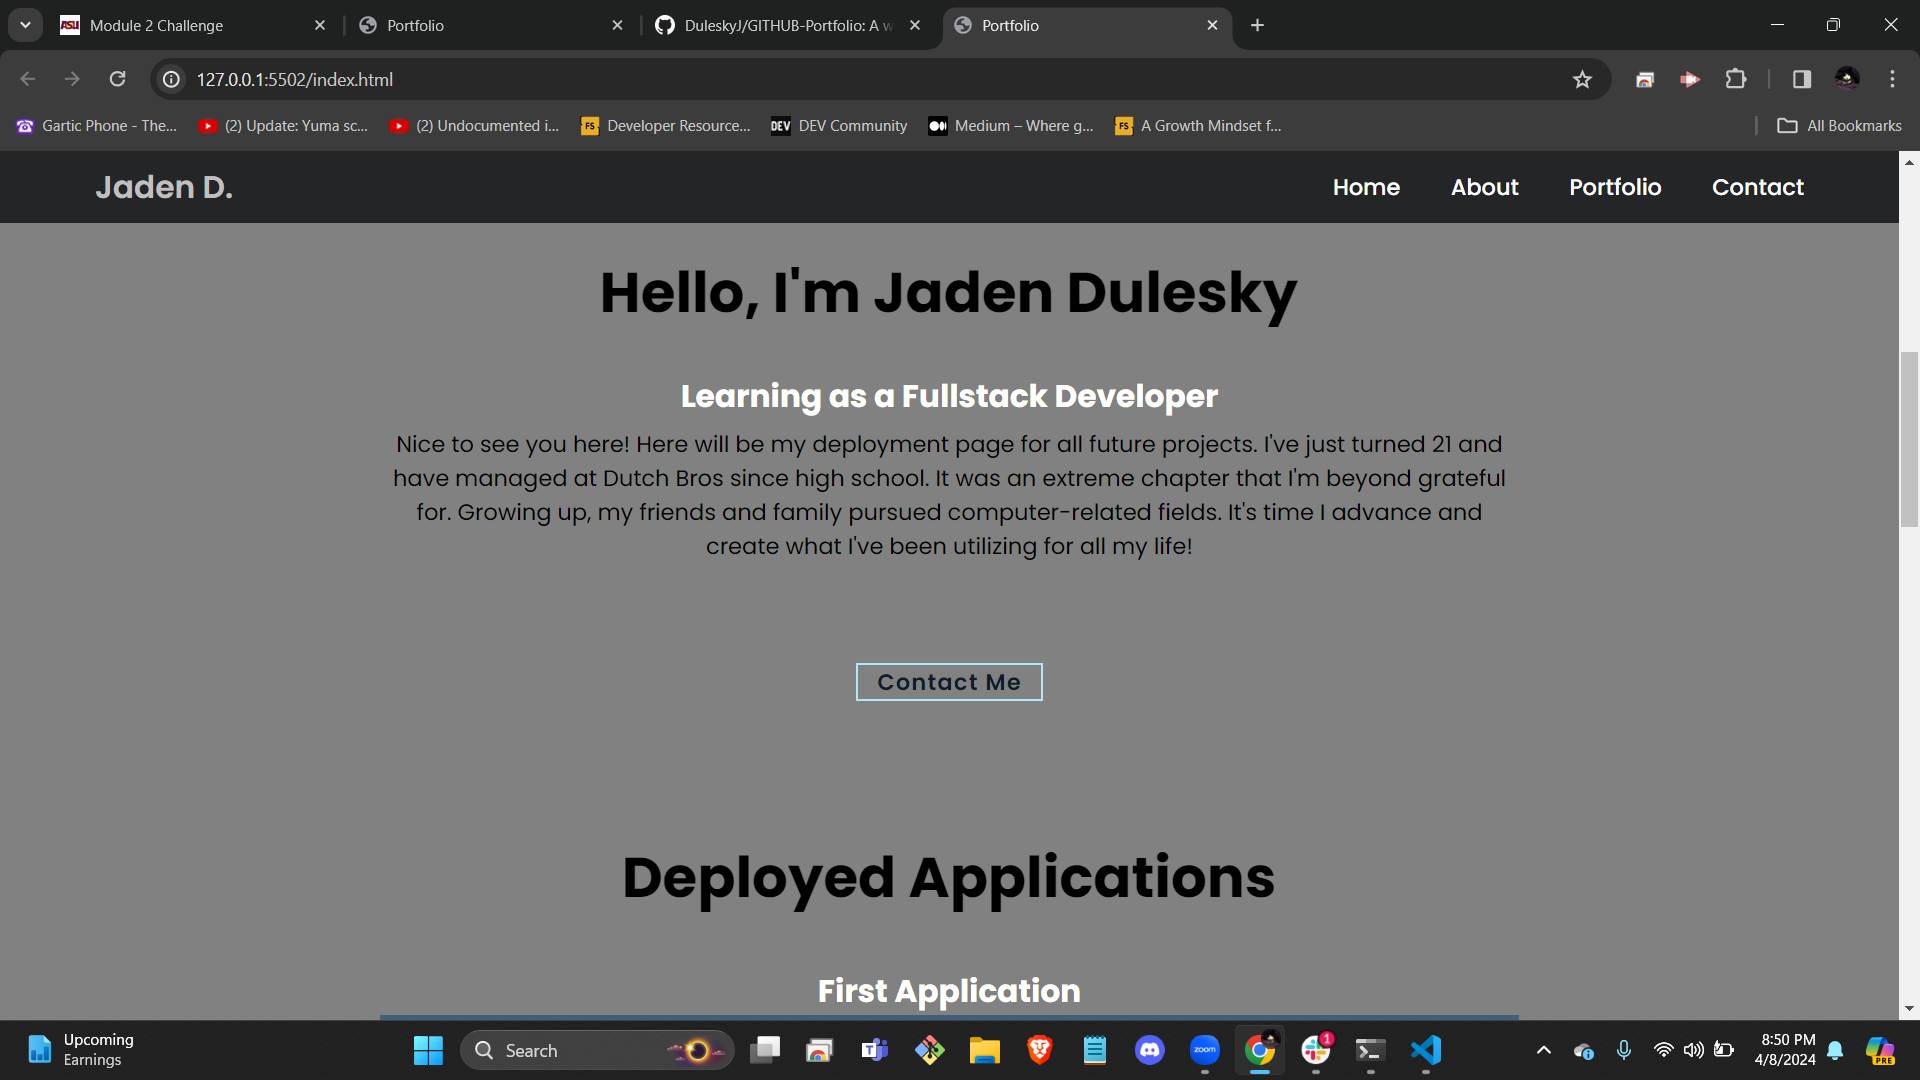 Module 2 Challenge
Portfolio
DuleskyJ/GITHUB-Portfolio: A w
Portfolio
127.0.0.1:5502/index.html
Gartic Phone - The...
(2) Update: Yuma sc...
(2) Undocumented i...
Developer Resource...
DEV
DEV Community
Medium – Where g...
A Growth Mindset f...
All Bookmarks
Jaden D.
Home
About
Portfolio
Contact
Hello, I'm Jaden Dulesky
Learning as a Fullstack Developer
Nice to see you here! Here will be my deployment page for all future projects. I've just turned 21 and
have managed at Dutch Bros since high school. It was an extreme chapter that I'm beyond grateful
for. Growing up, my friends and family pursued computer-related fields. It's time I advance and
create what I've been utilizing for all my life!
Contact Me
Deployed Applications
First Application
Upcoming
Earnings
Search
zoom
1
8:50 PM
4/8/2024
PRE